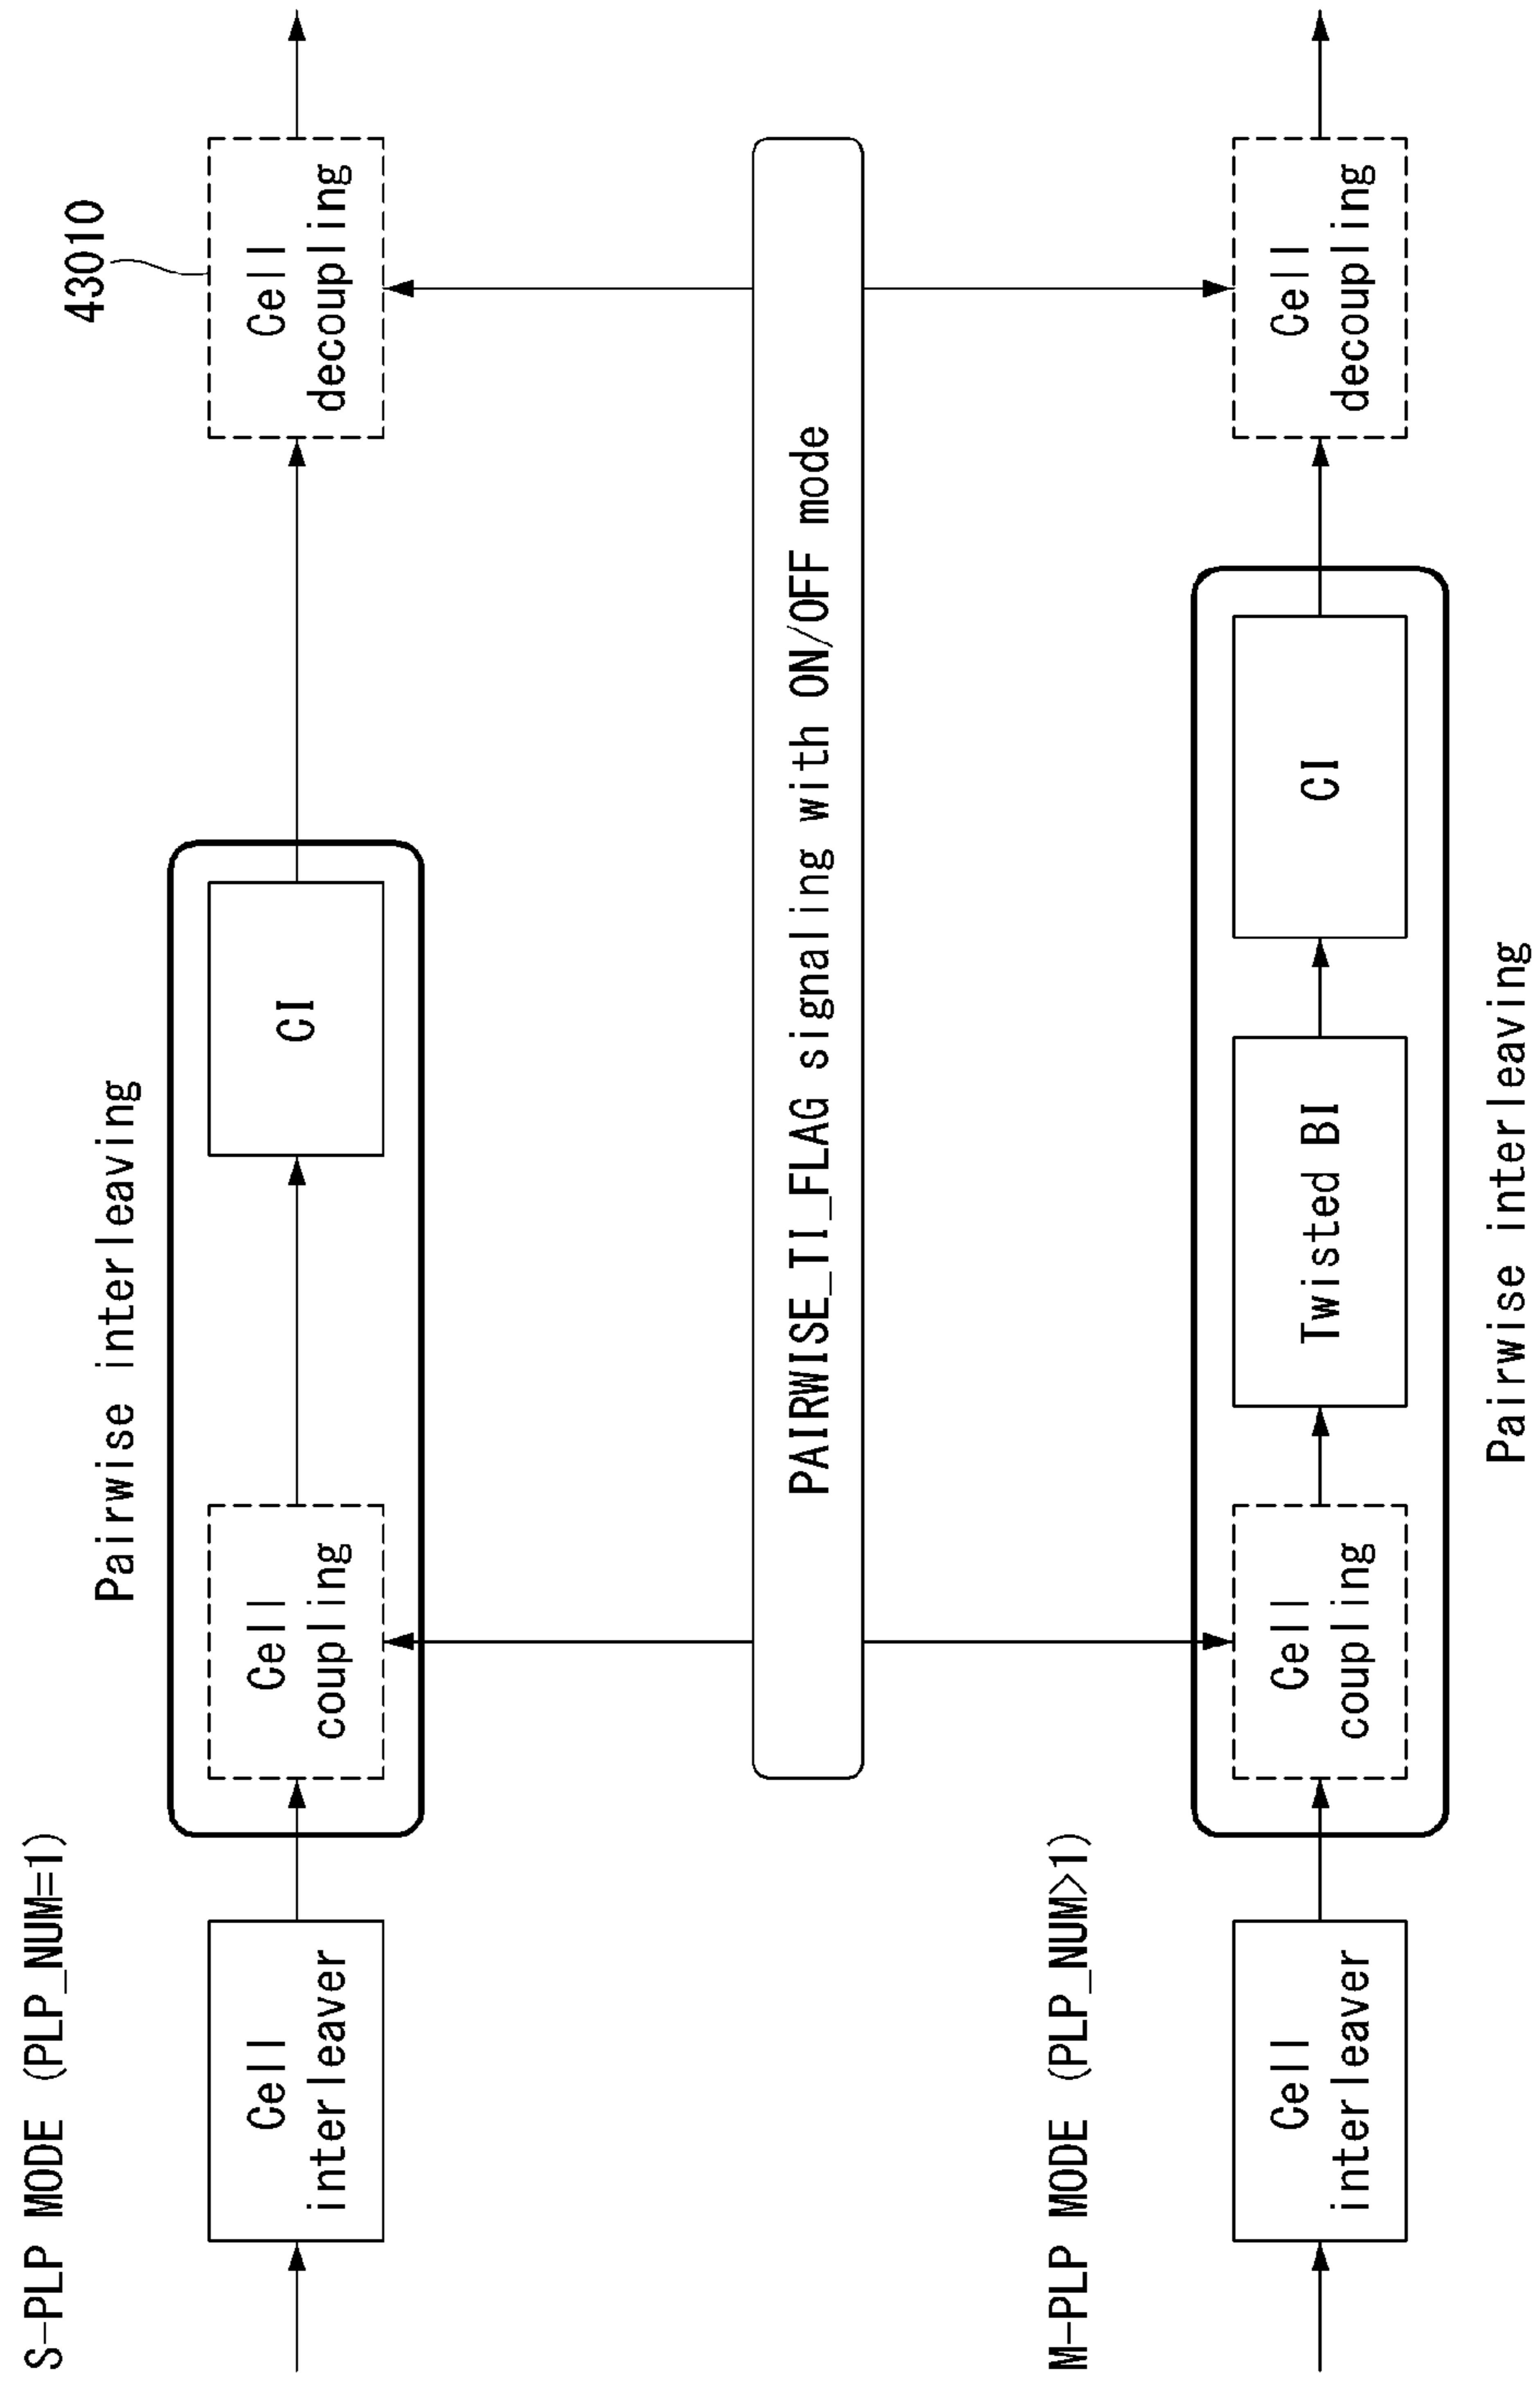 S-PLP MODE (PLP_NUM=1)
Pairwise interleaving
43010
Cell
interleaver
Cell
coupling
CI
Cell
decoupling
PAIRWISE_TI_FLAG signaling with ON/OFF mode
M-PLP MODE (PLP_NUM>1)
Cell
interleaver
Cell
coupling
Twisted BI
CI
Cell
decoupling
Pairwise interleaving